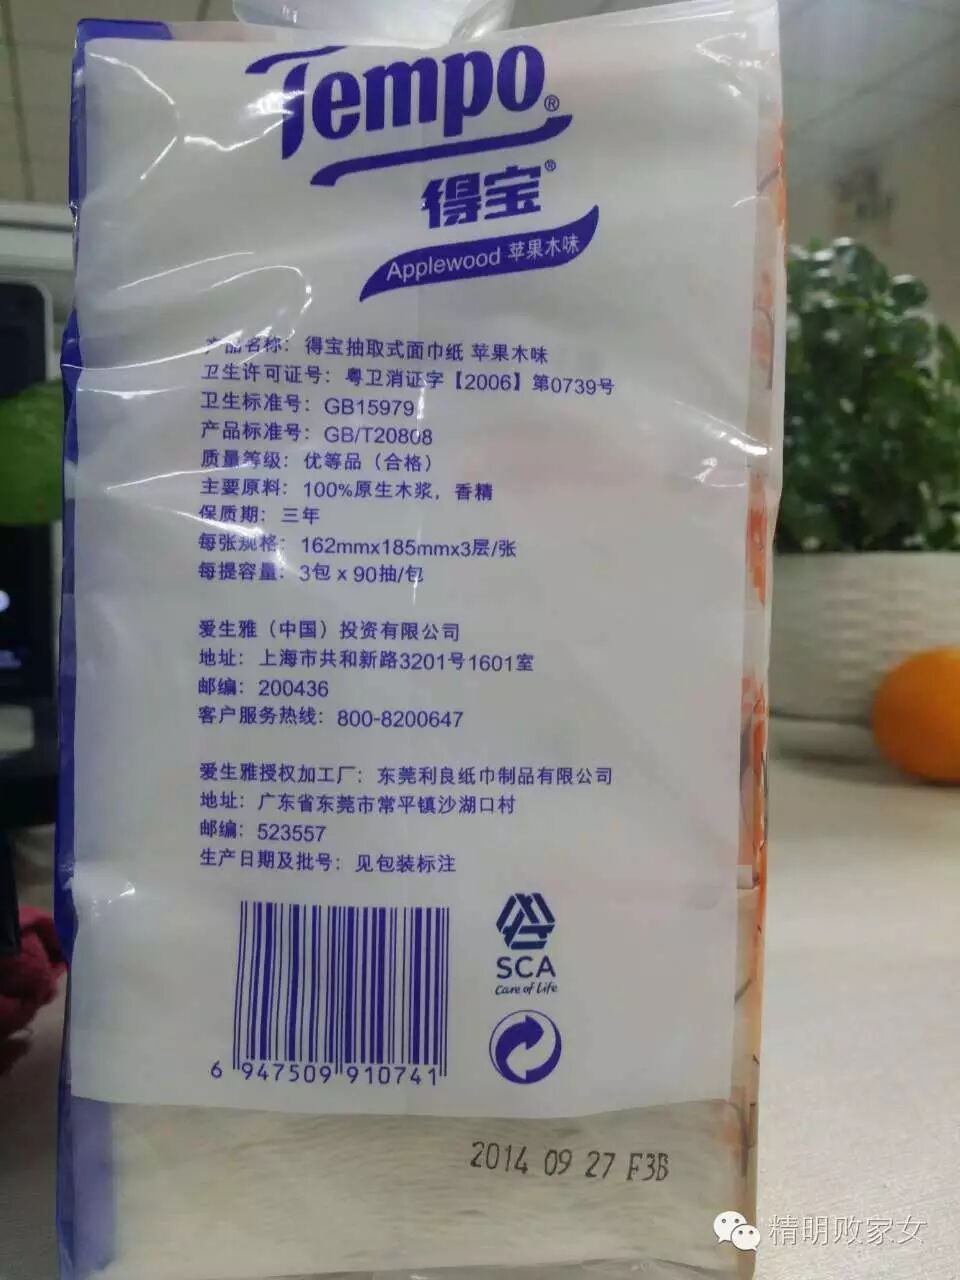 Tempo®
得宝®
Applewood 苹果木味
产品名称：得宝抽取式面巾纸 苹果木味
卫生许可证号：粤卫消证字【2006】第0739号
卫生标准号：GB15979
产品标准号：GB/T20808
质量等级：优等品（合格）
主要原料：100%原生木浆，香精
保质期：三年
每张规格：162mmx185mmx3层/张
每提容量：3包 x 90抽/包
爱生雅（中国）投资有限公司
地址：上海市共和新路3201号1601室
邮编：200436
客户服务热线：800-8200647
爱生雅授权加工厂：东莞利良纸巾制品有限公司
地址：广东省东莞市常平镇沙湖口村
邮编：523557
生产日期及批号：见包装标注
SCA
Care of Life
6 947509 910741
2014 09 27 F3B
精明败家女